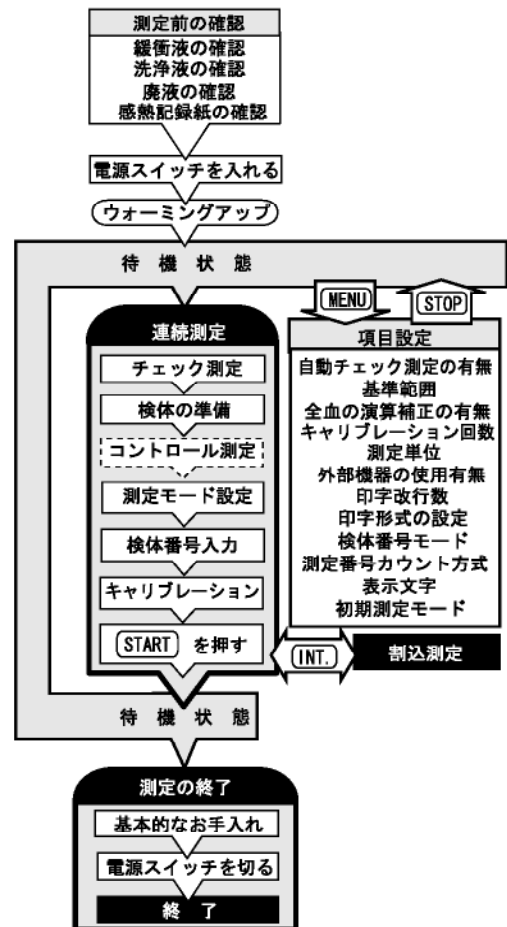 測定前の確認
緩衝液の確認
洗浄液の確認
廃液の確認
感熱記録紙の確認
電源スイッチを入れる
ウォーミングアップ
待 機 状 態
MENU
STOP
連続測定
チェック測定
検体の準備
コントロール測定
測定モード設定
検体番号入力
キャリブレーション
START を押す
項目設定
自動チェック測定の有無
基準範囲
全血の演算補正の有無
キャリブレーション回数
測定単位
外部機器の使用有無
印字改行数
印字形式の設定
検体番号モード
測定番号カウント方式
表示文字
初期測定モード
INT.
割込測定
待 機 状 態
測定の終了
基本的なお手入れ
電源スイッチを切る
終 了